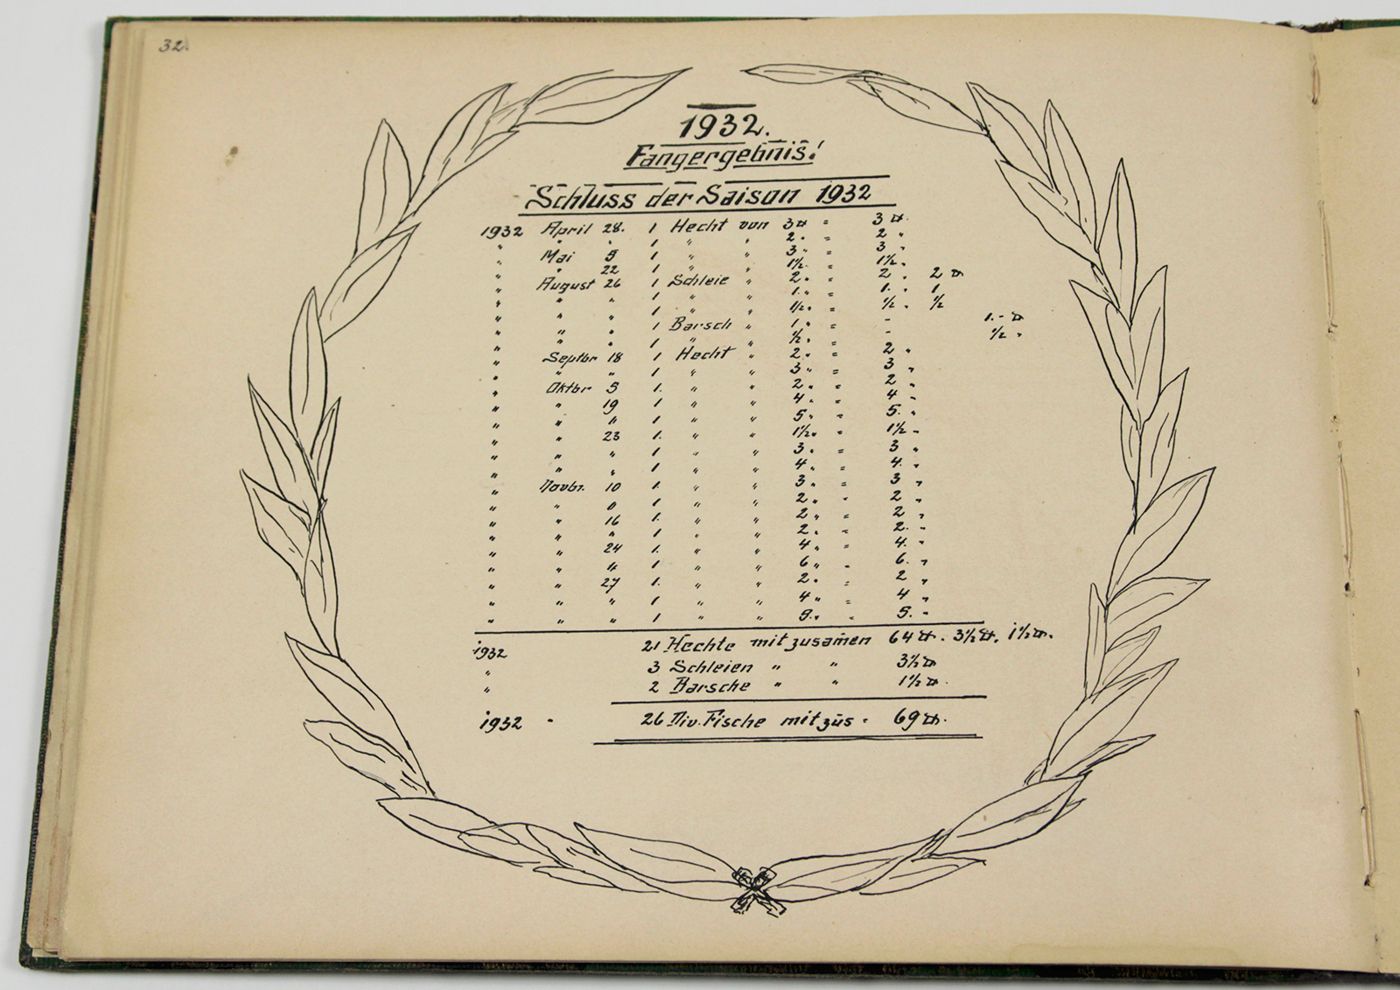 32.
1932.
Fangergebnis!
Schluss der Saison 1932
1932 April 28. 1 Hecht von 3 ℔ = 3 ℔.
" " " 1 " " 2 " = 2 "
" Mai 5 1 " " 3 " = 3 "
" " 22 1 " " 1½ " = 1½ "
" August 26 1 Schleie " 2 " = 2 " 2 ℔
" " " 1 " " 1 " = 1 " 1
" " " 1 " " ½ " = ½ " ½
" " " 1 Barsch " 1 " = - 1.- ℔
" " " 1 " " ½ " = - ½ "
" Septbr 18 1 Hecht " 2 " = 2 "
" " " 1 " " 3 " = 3 "
" Oktbr 5 1. " " 2 " = 2 "
" " 19 1 " " 4 " = 4 "
" " " 1 " " 5 " = 5. "
" " 23 1. " " 1½ " = 1½ "
" " " 1 " " 3 " = 3 "
" " " 1 " " 4 " = 4. "
" Novbr. 10 1. " " 3 " = 3 "
" " 0 1 " " 2 " = 2 "
" " 16 1. " " 2 " = 2 "
" " " 1 " " 2 " = 2. "
" " 24 1. " " 4 " = 4. "
" " " 1 " " 6 " = 6. "
" " 27 1. " " 2 " = 2 "
" " " 1 " " 4 " = 4 "
" " " 1 " " 5 " = 5. "
1932 21 Hechte mit zusam̄en 64 ℔. 3½ ℔. 1½ ℔.
" 3 Schleien " " 3½ ℔
" 2 Barsche " " 1½ ℔.
1932 - 26 Div. Fische mit zus - 69 ℔.